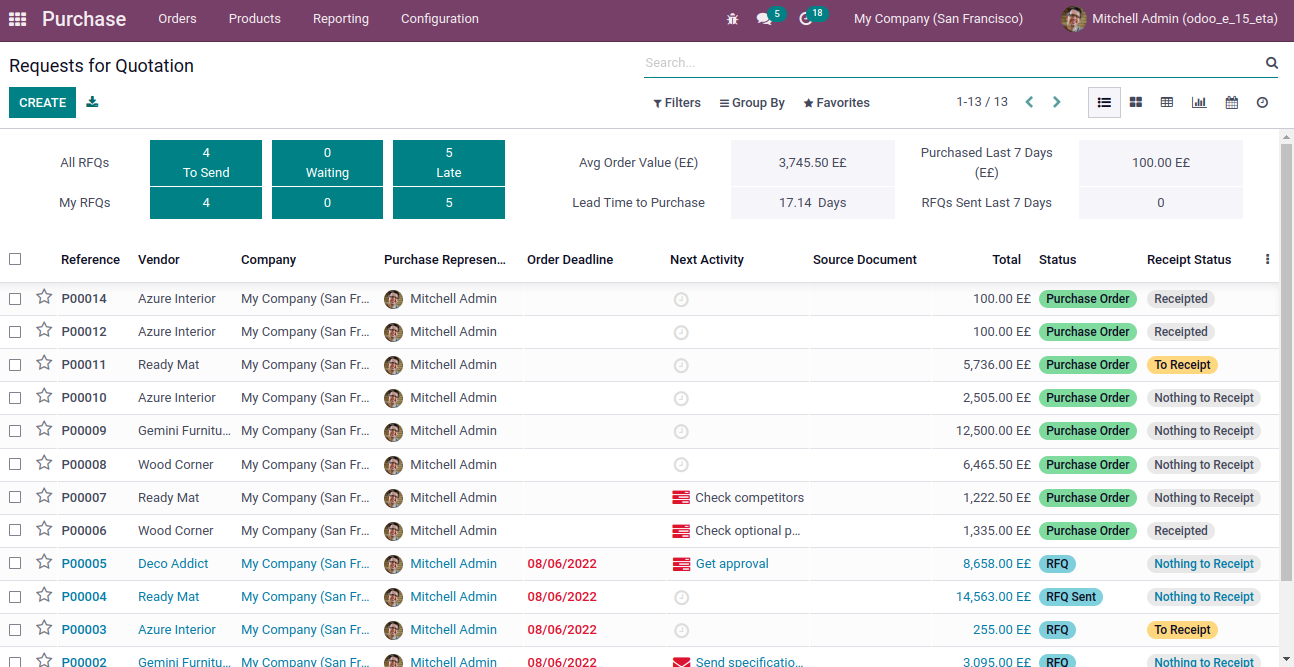 Purchase Orders Products Reporting Configuration 5 18 My Company (San Francisco) Mitchell Admin (odoo_e_15_eta)
Requests for Quotation Search...
CREATE Filters Group By Favorites 1-13 / 13
All RFQs 4 To Send 0 Waiting 5 Late Avg Order Value (E£) 3,745.50 E£ Purchased Last 7 Days (E£) 100.00 E£
My RFQs 4 0 5 Lead Time to Purchase 17.14 Days RFQs Sent Last 7 Days 0
Reference Vendor Company Purchase Represen... Order Deadline Next Activity Source Document Total Status Receipt Status
P00014 Azure Interior My Company (San Fr... Mitchell Admin 100.00 E£ Purchase Order Receipted
P00012 Azure Interior My Company (San Fr... Mitchell Admin 100.00 E£ Purchase Order Receipted
P00011 Ready Mat My Company (San Fr... Mitchell Admin 5,736.00 E£ Purchase Order To Receipt
P00010 Azure Interior My Company (San Fr... Mitchell Admin 2,505.00 E£ Purchase Order Nothing to Receipt
P00009 Gemini Furnitu... My Company (San Fr... Mitchell Admin 12,500.00 E£ Purchase Order Nothing to Receipt
P00008 Wood Corner My Company (San Fr... Mitchell Admin 6,465.50 E£ Purchase Order Nothing to Receipt
P00007 Ready Mat My Company (San Fr... Mitchell Admin Check competitors 1,222.50 E£ Purchase Order Nothing to Receipt
P00006 Wood Corner My Company (San Fr... Mitchell Admin Check optional p... 1,335.00 E£ Purchase Order Receipted
P00005 Deco Addict My Company (San Fr... Mitchell Admin 08/06/2022 Get approval 8,658.00 E£ RFQ Nothing to Receipt
P00004 Ready Mat My Company (San Fr... Mitchell Admin 08/06/2022 14,563.00 E£ RFQ Sent Nothing to Receipt
P00003 Azure Interior My Company (San Fr... Mitchell Admin 08/06/2022 255.00 E£ RFQ To Receipt
P00002 Gemini Furnitu... My Company (San Fr... Mitchell Admin 08/06/2022 Send specificatio... 3,095.00 E£ RFQ Nothing to Receipt